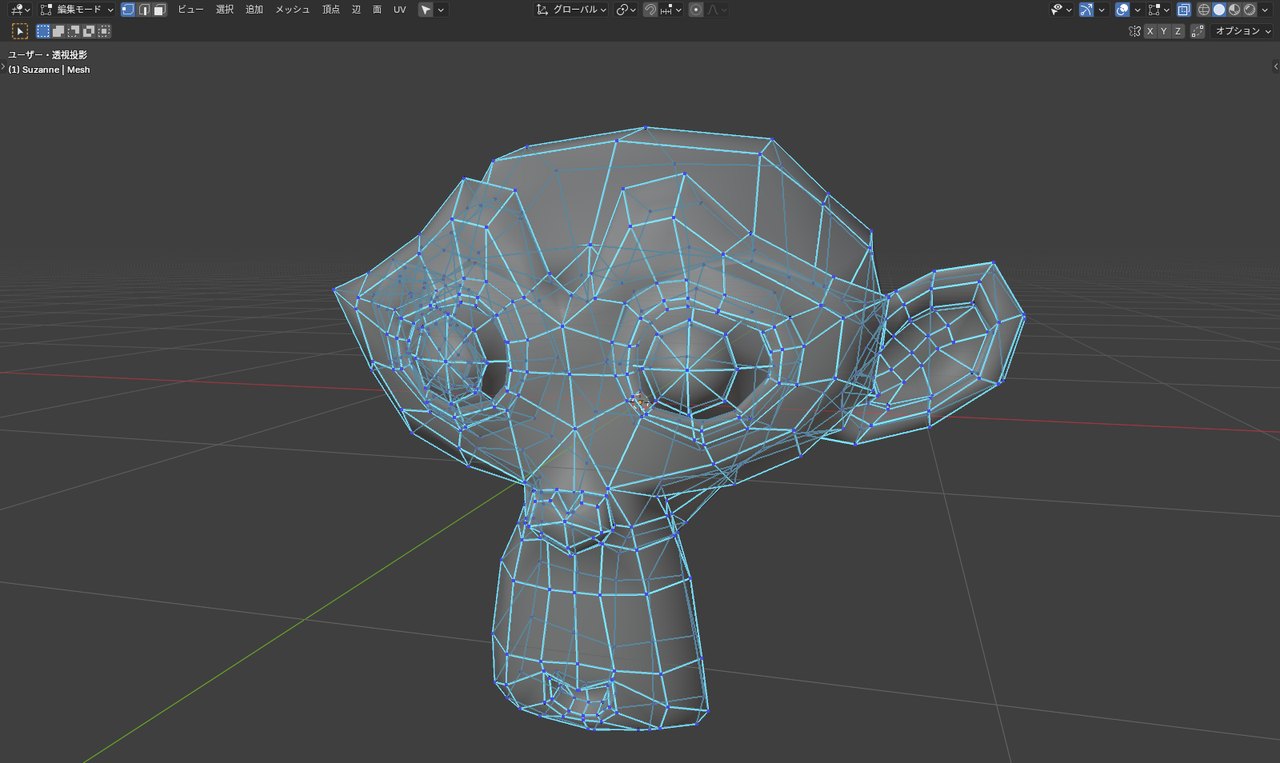 編集モード ビュー 選択 追加 メッシュ 頂点 辺 面 UV グローバル
X Y Z オプション
ユーザー・透視投影
(1) Suzanne | Mesh